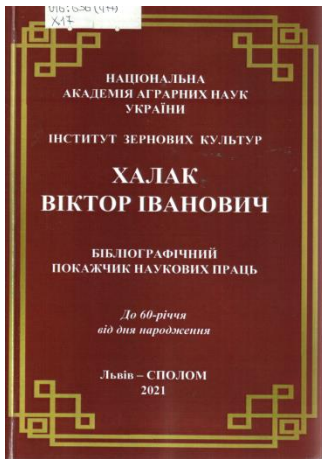 Х17
НАЦІОНАЛЬНА
АКАДЕМІЯ АГРАРНИХ НАУК
УКРАЇНИ
ІНСТИТУТ ЗЕРНОВИХ КУЛЬТУР
ХАЛАК
ВІКТОР ІВАНОВИЧ
БІБЛІОГРАФІЧНИЙ
ПОКАЖЧИК НАУКОВИХ ПРАЦЬ
До 60-річчя
від дня народження
Львів – СПОЛОМ
2021